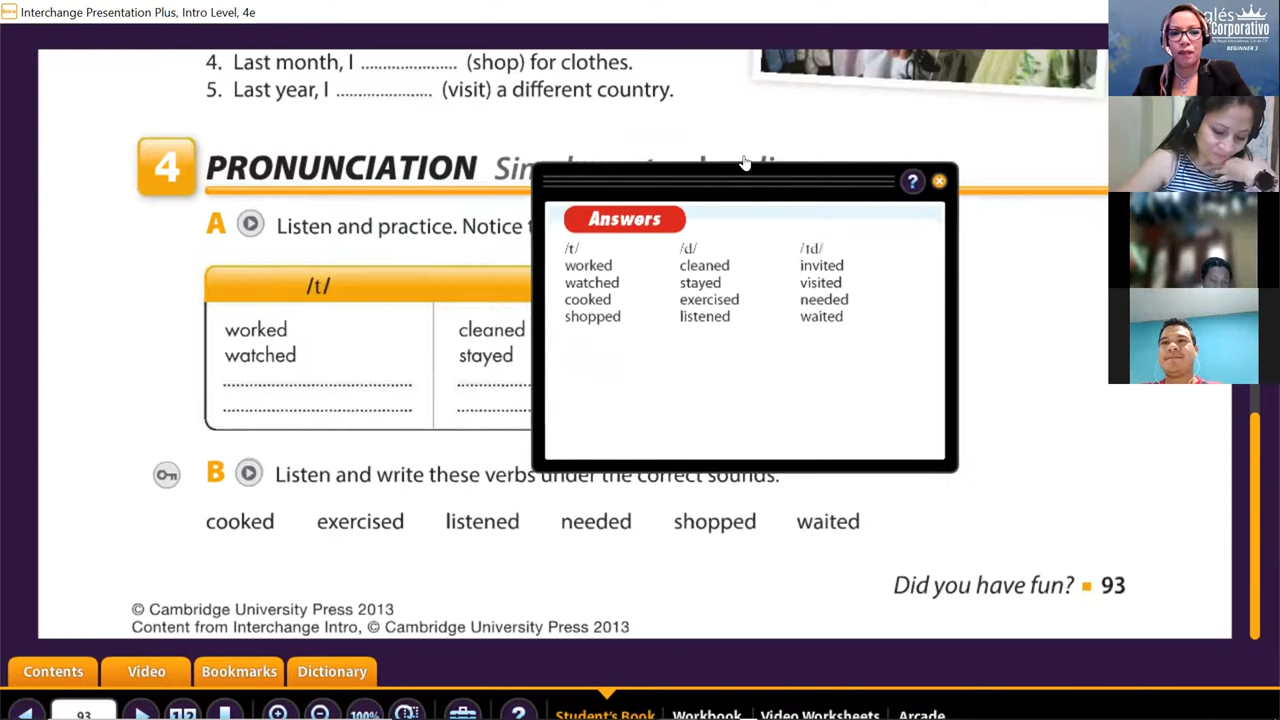 Interchange Presentation Plus, Intro Level, 4e
glés
Corporativo
BEGINNER 3
4. Last month, I ...................... (shop) for clothes.
5. Last year, I ...................... (visit) a different country.
4 PRONUNCIATION
A Listen and practice. Notice
/t/
worked
watched
cleaned
stayed
?
Answers
/t/ /d/ /ɪd/
worked cleaned invited
watched stayed visited
cooked exercised needed
shopped listened waited
B Listen and write these verbs under the correct sounds.
cooked exercised listened needed shopped waited
Did you have fun? ▪ 93
© Cambridge University Press 2013
Content from Interchange Intro, © Cambridge University Press 2013
Contents Video Bookmarks Dictionary
93 100% ? Student's Book Workbook Video Worksheets Arcade